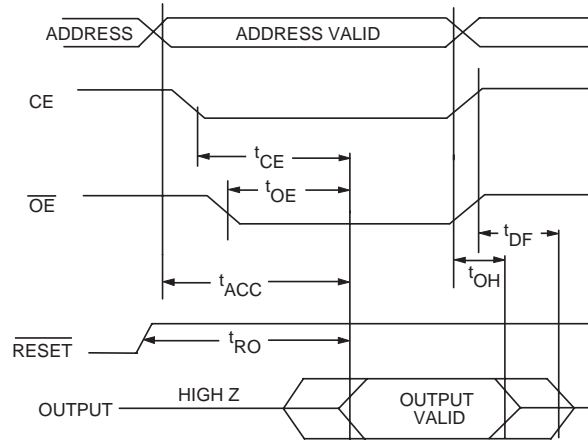 ADDRESS ADDRESS VALID
CE
tCE
tOE
OE
tDF
tOH
tACC
RESET
tRO
HIGH Z
OUTPUT
OUTPUT
VALID